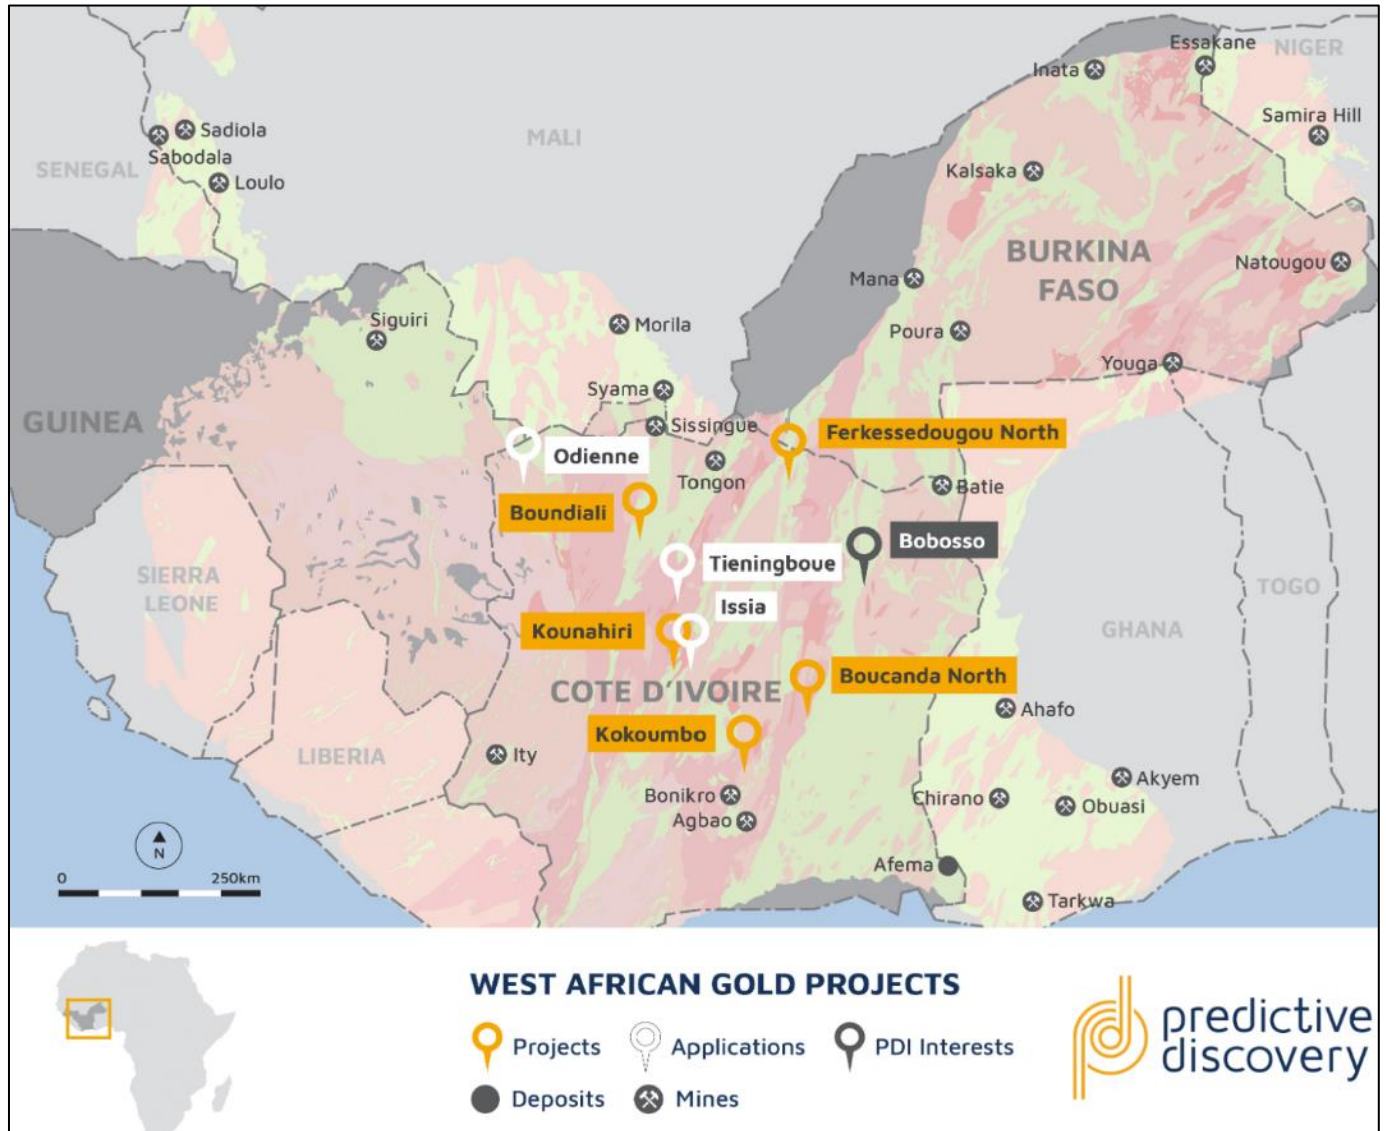 Essakane
NIGER
Inata
Samira Hill
Sadiola
Sabodala
MALI
SENEGAL
Loulo
Kalsaka
BURKINA
FASO
Natougou
Mana
Siguiri
Morila
Poura
Youga
Syama
GUINEA
Sissingue
Ferkessedougou North
Odienne
Tongon
Batie
Boundiali
Bobosso
Tieningboue
SIERRA
LEONE
TOGO
Issia
Kounahiri
GHANA
Boucanda North
COTE D'IVOIRE
Ahafo
Kokoumbo
LIBERIA
Ity
Akyem
Bonikro
Chirano
Obuasi
Agbao
N
Afema
0 250km
Tarkwa
WEST AFRICAN GOLD PROJECTS
Projects Applications PDI Interests
Deposits Mines
predictive
discovery